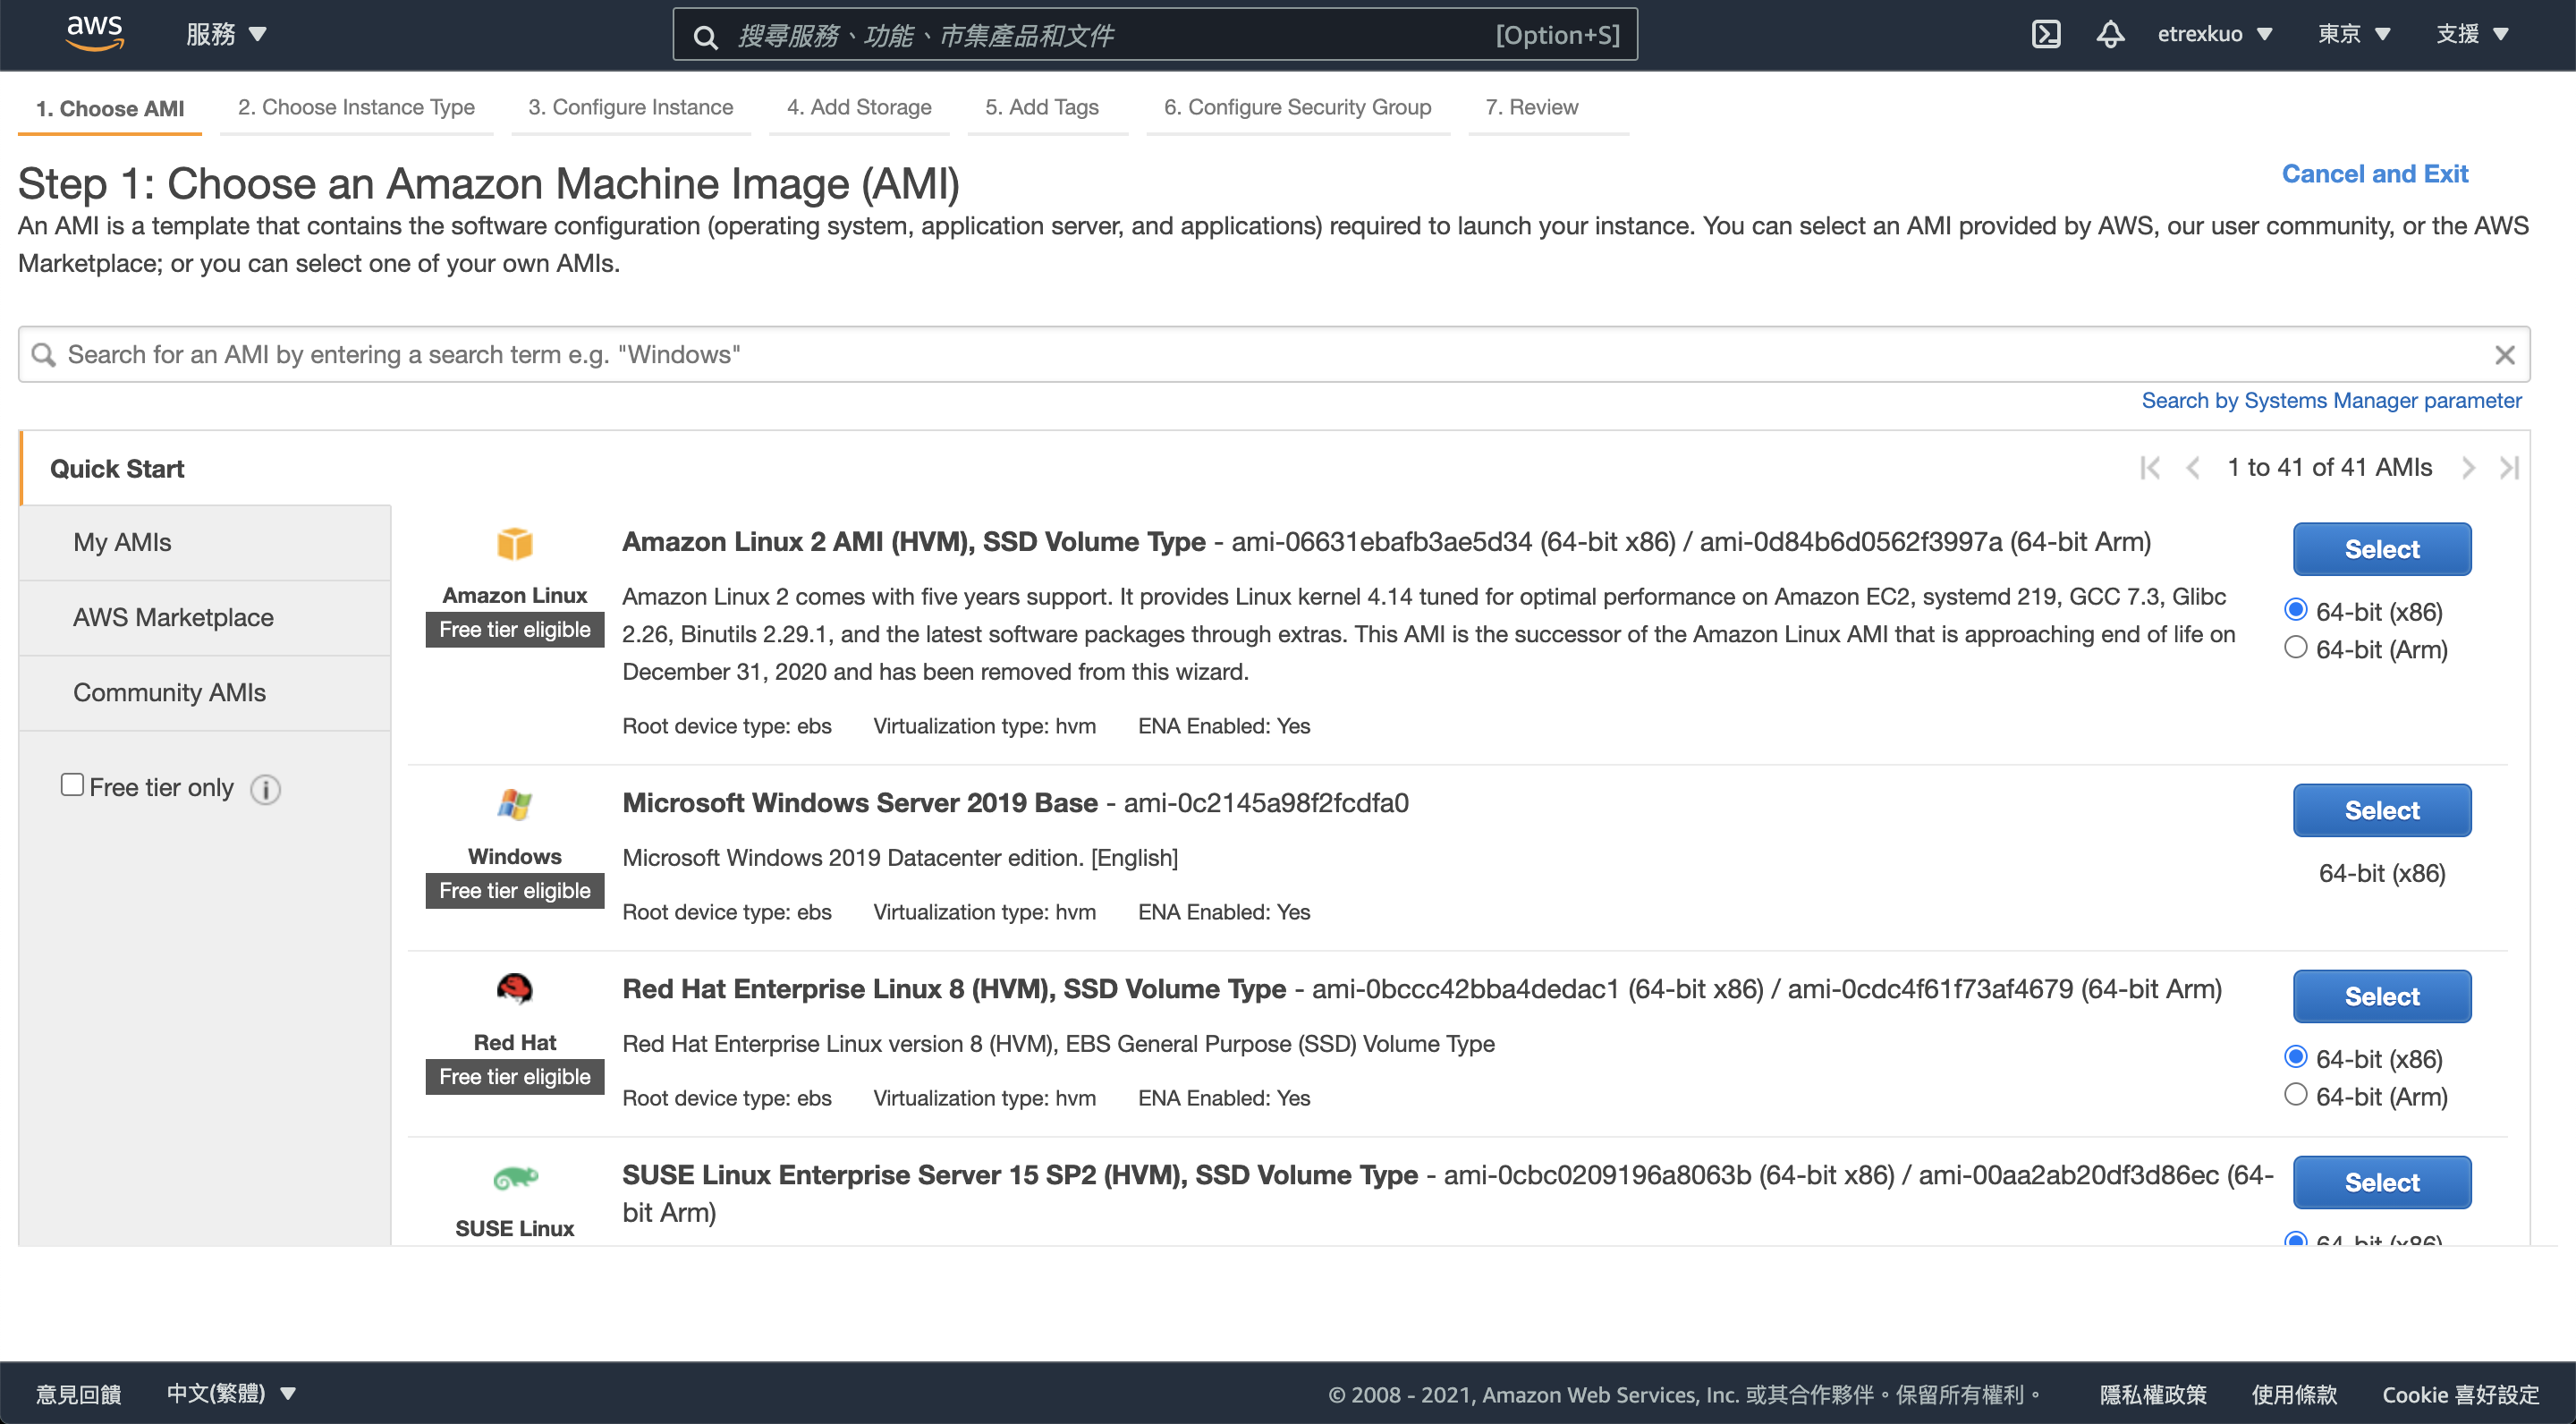 aws 服務 搜尋服務、功能、市集產品和文件 [Option+S] etrexkuo 東京 支援
1. Choose AMI 2. Choose Instance Type 3. Configure Instance 4. Add Storage 5. Add Tags 6. Configure Security Group 7. Review
Step 1: Choose an Amazon Machine Image (AMI)
Cancel and Exit
An AMI is a template that contains the software configuration (operating system, application server, and applications) required to launch your instance. You can select an AMI provided by AWS, our user community, or the AWS
Marketplace; or you can select one of your own AMIs.
Search for an AMI by entering a search term e.g. "Windows"
Search by Systems Manager parameter
Quick Start
1 to 41 of 41 AMIs
My AMIs
AWS Marketplace
Community AMIs
Free tier only
Amazon Linux
Free tier eligible
Amazon Linux 2 AMI (HVM), SSD Volume Type - ami-06631ebafb3ae5d34 (64-bit x86) / ami-0d84b6d0562f3997a (64-bit Arm)
Amazon Linux 2 comes with five years support. It provides Linux kernel 4.14 tuned for optimal performance on Amazon EC2, systemd 219, GCC 7.3, Glibc
2.26, Binutils 2.29.1, and the latest software packages through extras. This AMI is the successor of the Amazon Linux AMI that is approaching end of life on
December 31, 2020 and has been removed from this wizard.
Root device type: ebs Virtualization type: hvm ENA Enabled: Yes
Select
64-bit (x86)
64-bit (Arm)
Windows
Free tier eligible
Microsoft Windows Server 2019 Base - ami-0c2145a98f2fcdfa0
Microsoft Windows 2019 Datacenter edition. [English]
Root device type: ebs Virtualization type: hvm ENA Enabled: Yes
Select
64-bit (x86)
Red Hat
Free tier eligible
Red Hat Enterprise Linux 8 (HVM), SSD Volume Type - ami-0bccc42bba4dedac1 (64-bit x86) / ami-0cdc4f61f73af4679 (64-bit Arm)
Red Hat Enterprise Linux version 8 (HVM), EBS General Purpose (SSD) Volume Type
Root device type: ebs Virtualization type: hvm ENA Enabled: Yes
Select
64-bit (x86)
64-bit (Arm)
SUSE Linux
SUSE Linux Enterprise Server 15 SP2 (HVM), SSD Volume Type - ami-0cbc0209196a8063b (64-bit x86) / ami-00aa2ab20df3d86ec (64-
bit Arm)
Select
64-bit (x86)
意見回饋 中文(繁體) © 2008 - 2021, Amazon Web Services, Inc. 或其合作夥伴。保留所有權利。 隱私權政策 使用條款 Cookie 喜好設定